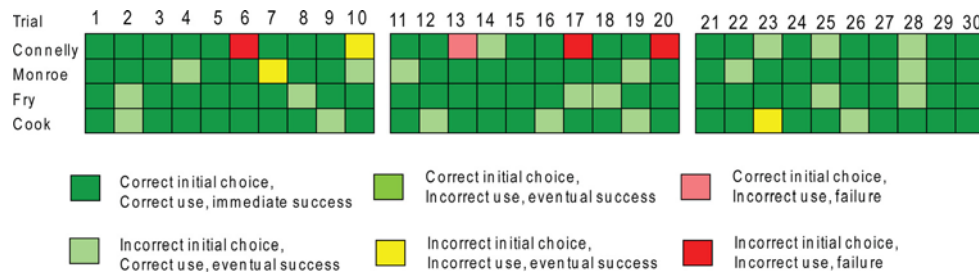 Trial 1 2 3 4 5 6 7 8 9 10 11 12 13 14 15 16 17 18 19 20 21 22 23 24 25 26 27 28 29 30
Connelly
Monroe
Fry
Cook
Correct initial choice,
Correct use, immediate success
Correct initial choice,
Incorrect use, eventual success
Correct initial choice,
Incorrect use, failure
Incorrect initial choice,
Correct use, eventual success
Incorrect initial choice,
Incorrect use, eventual success
Incorrect initial choice,
Incorrect use, failure